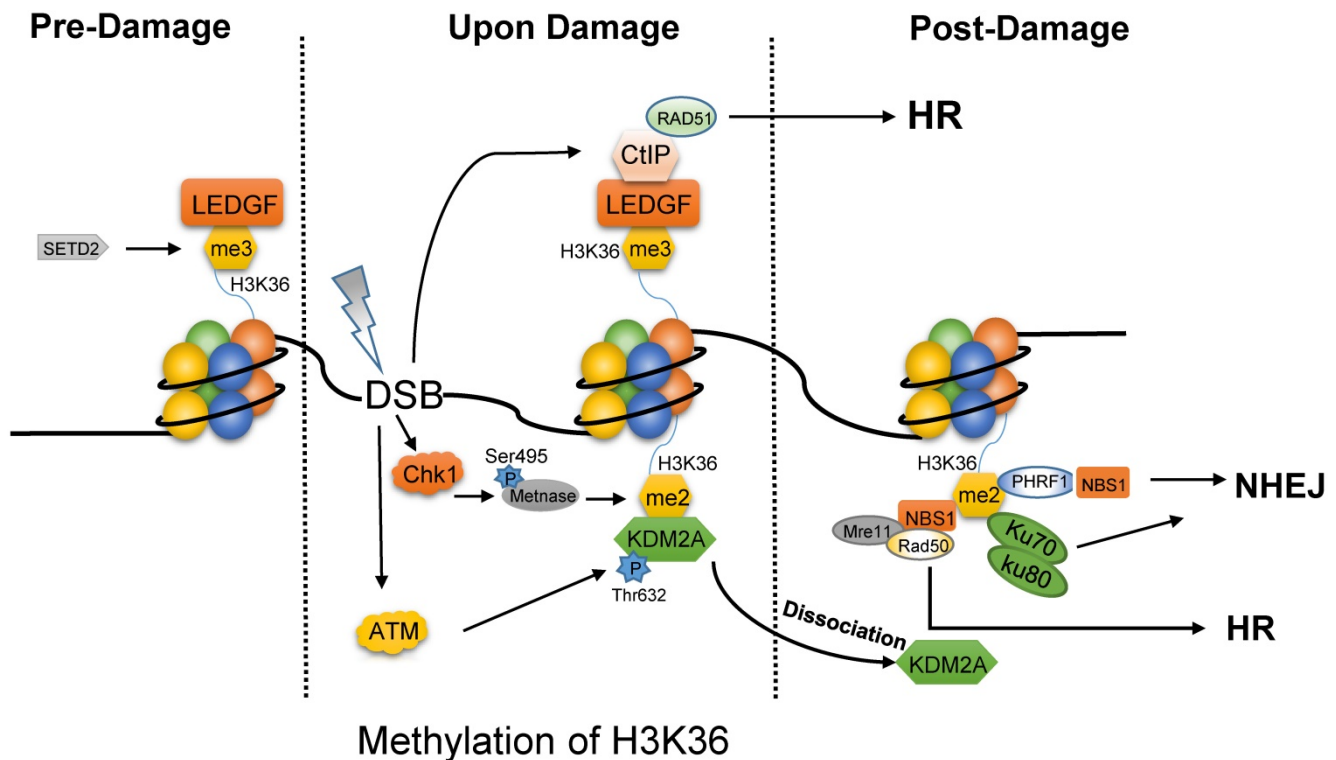 Pre-Damage
Upon Damage
Post-Damage
RAD51
HR
CtIP
LEDGF
LEDGF
SETD2
me3
H3K36
H3K36
me3
DSB
Chk1
Ser495
P
Metnase
H3K36
me2
KDM2A
P
Thr632
ATM
H3K36
me2
PHRF1
NBS1
NHEJ
NBS1
Mre11
Rad50
Ku70
ku80
Dissociation
HR
KDM2A
Methylation of H3K36